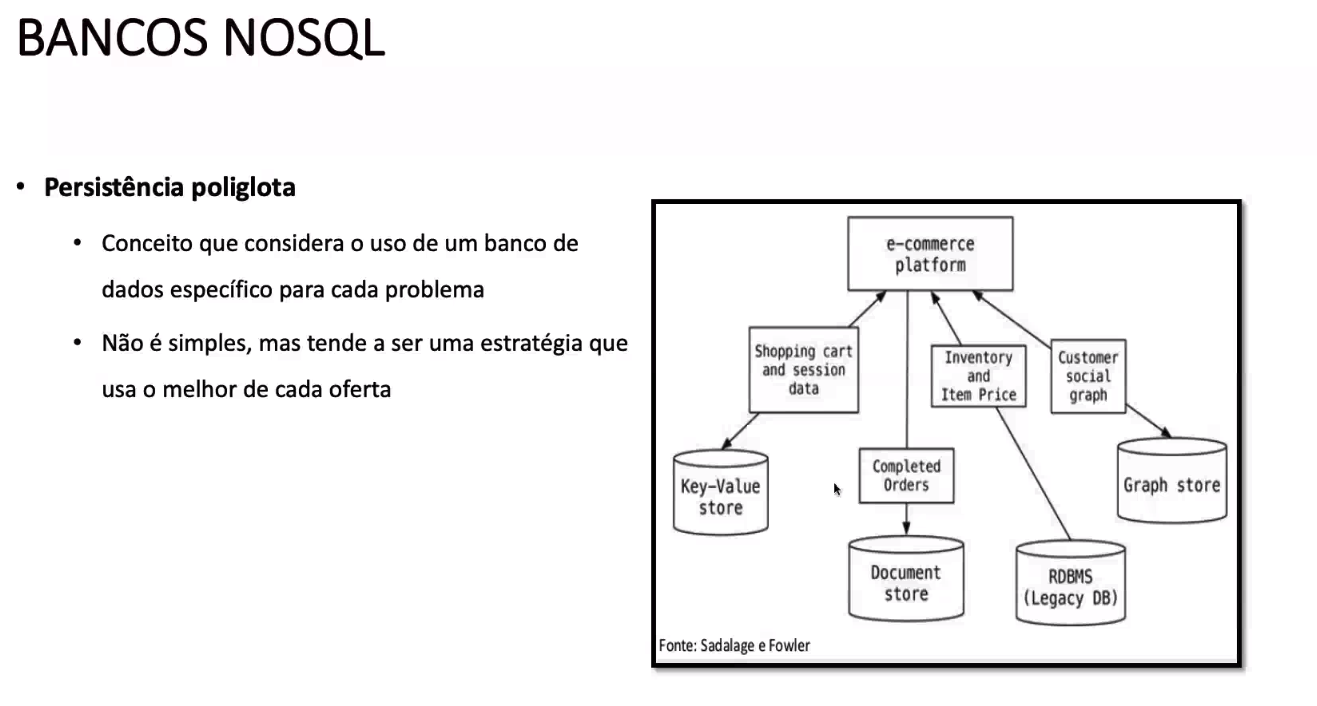 BANCOS NOSQL
• Persistência poliglota
• Conceito que considera o uso de um banco de
dados específico para cada problema
• Não é simples, mas tende a ser uma estratégia que
usa o melhor de cada oferta
e-commerce
platform
Shopping cart
and session
data
Inventory
and
Item Price
Customer
social
graph
Completed
Orders
Key-Value
store
Graph store
Document
store
RDBMS
(Legacy DB)
Fonte: Sadalage e Fowler